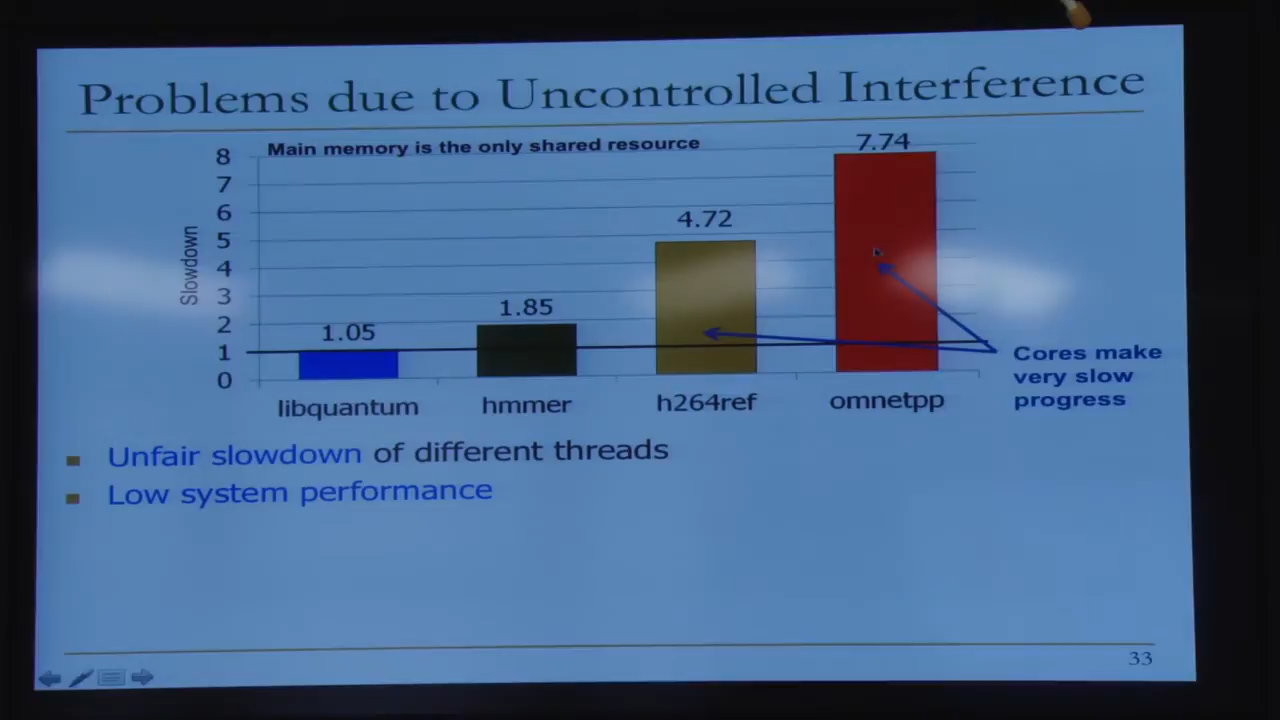 Problems due to Uncontrolled Interference
Main memory is the only shared resource
Slowdown
8
7
6
5
4
3
2
1
0
1.05
1.85
4.72
7.74
libquantum
hmmer
h264ref
omnetpp
Cores make
very slow
progress
Unfair slowdown of different threads
Low system performance
33